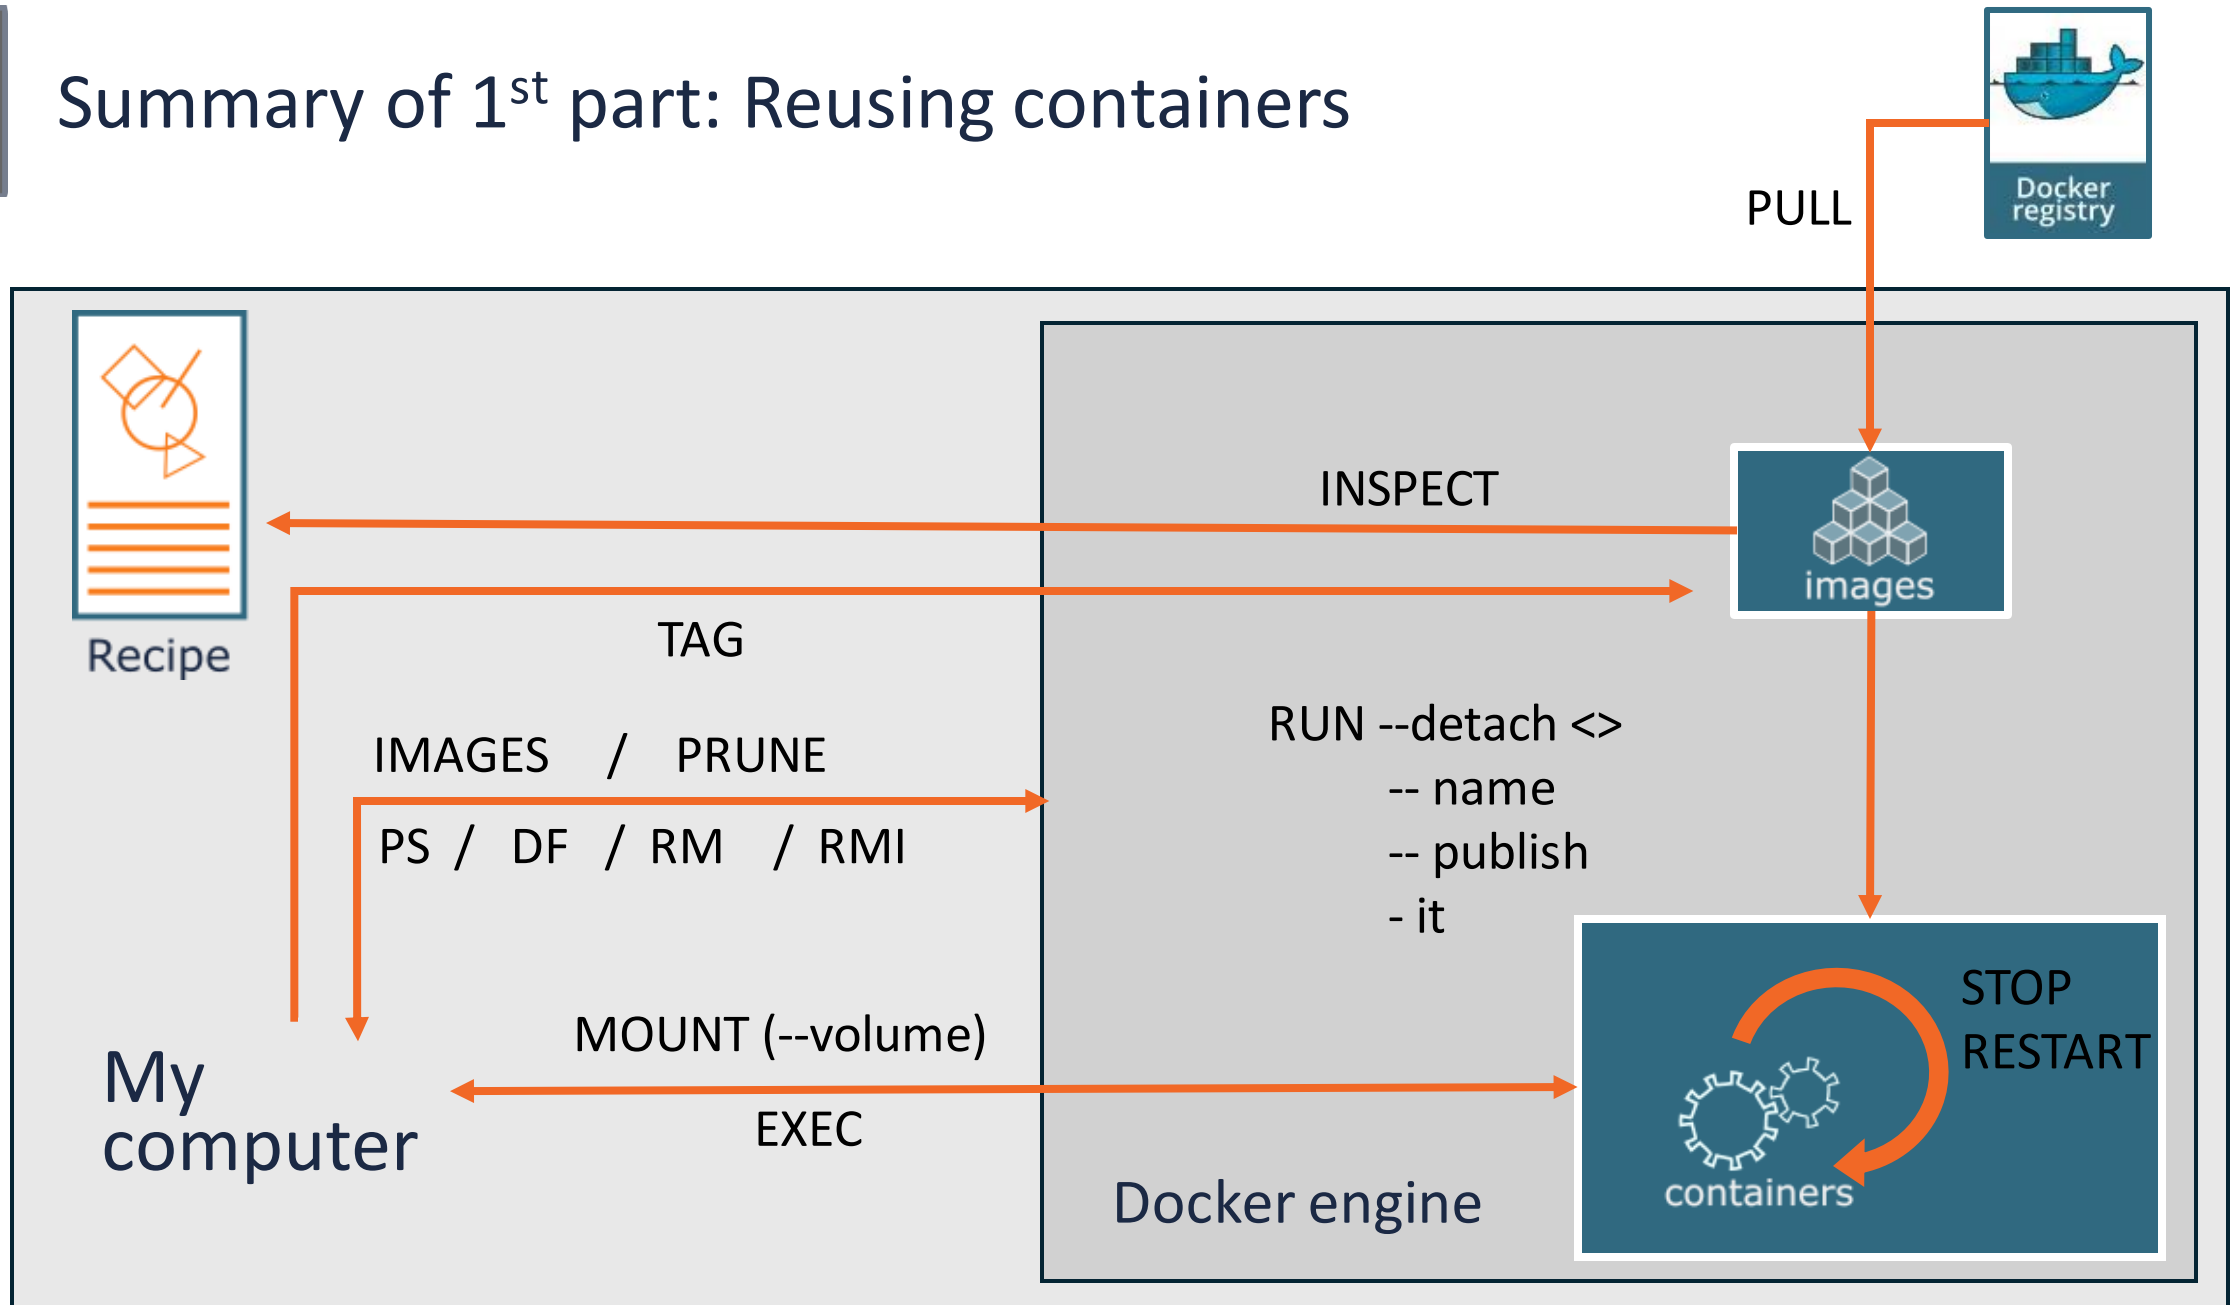 Summary of 1st part: Reusing containers
Docker
registry
PULL
INSPECT
images
TAG
Recipe
RUN --detach <>
-- name
-- publish
- it
IMAGES / PRUNE
PS / DF / RM / RMI
STOP
RESTART
MOUNT (--volume)
EXEC
My
computer
containers
Docker engine